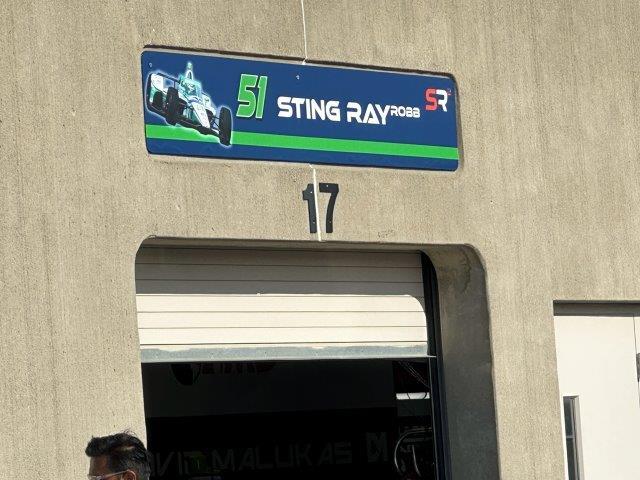 51 STING RAY ROBB SR
17
MALUKAS